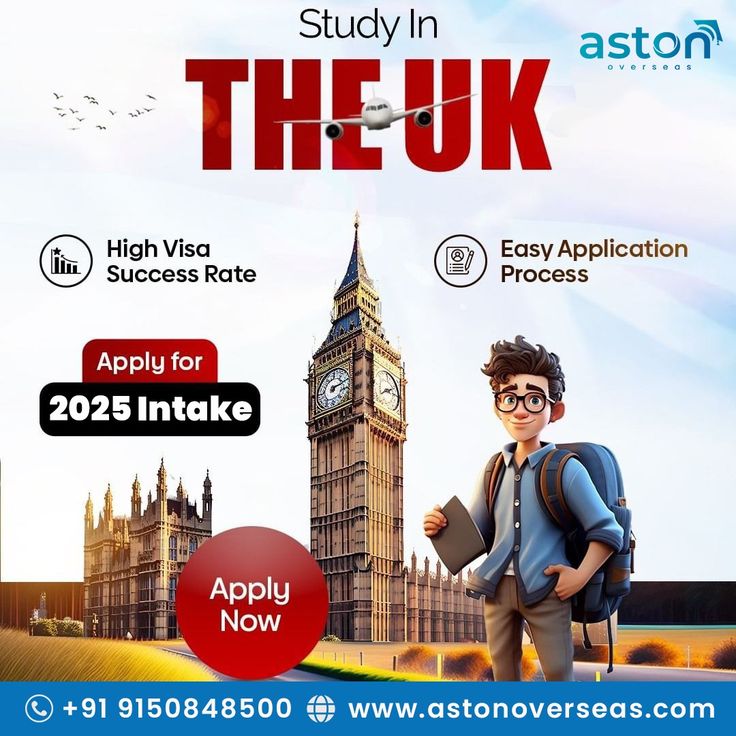 Study In
THE UK
aston
overseas
High Visa
Success Rate
Easy Application
Process
Apply for
2025 Intake
Apply
Now
+91 9150848500 www.astonoverseas.com